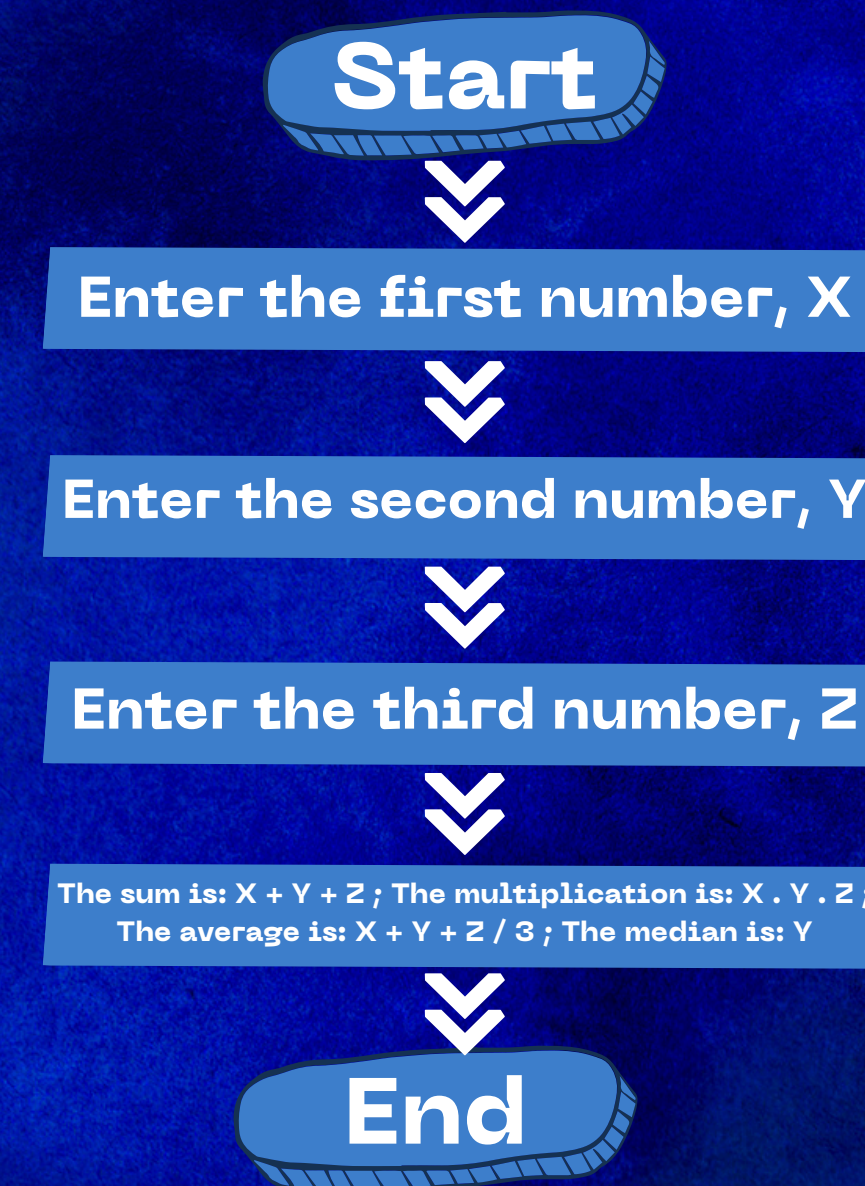 Start
Enter the first number, X
Enter the second number, Y
Enter the third number, Z
The sum is: X + Y + Z ; The multiplication is: X . Y . Z ;
The average is: X + Y + Z / 3 ; The median is: Y
End